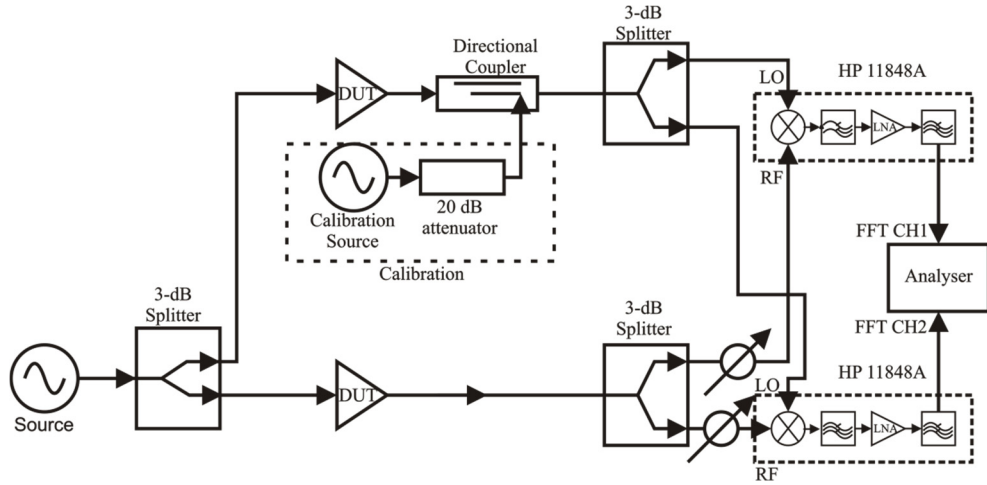 3-dB
Splitter
Directional
Coupler
HP 11848A
LO
DUT
LNA
RF
Calibration
Source
20 dB
attenuator
Calibration
FFT CH1
Analyser
FFT CH2
3-dB
Splitter
3-dB
Splitter
HP 11848A
LO
DUT
LNA
Source
RF